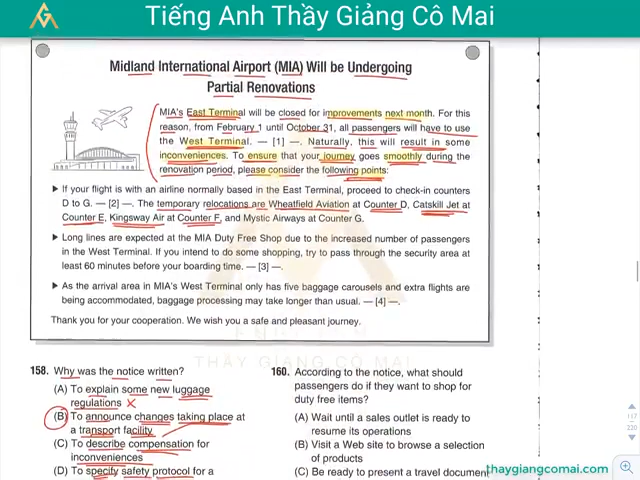 Tiếng Anh Thầy Giảng Cô Mai
Midland International Airport (MIA) Will be Undergoing
Partial Renovations
MIA's East Terminal will be closed for improvements next month. For this
reason, from February 1 until October 31, all passengers will have to use
the West Terminal. — [1] —. Naturally, this will result in some
inconveniences. To ensure that your journey goes smoothly during the
renovation period, please consider the following points:
If your flight is with an airline normally based in the East Terminal, proceed to check-in counters
D to G. — [2] —. The temporary relocations are Wheatfield Aviation at Counter D, Catskill Jet at
Counter E, Kingsway Air at Counter F, and Mystic Airways at Counter G.
Long lines are expected at the MIA Duty Free Shop due to the increased number of passengers
in the West Terminal. If you intend to do some shopping, try to pass through the security area at
least 60 minutes before your boarding time. — [3] —.
As the arrival area in MIA's West Terminal only has five baggage carousels and extra flights are
being accommodated, baggage processing may take longer than usual. — [4] —.
Thank you for your cooperation. We wish you a safe and pleasant journey.
THẦY GIẢNG CÔ MAI
158. Why was the notice written?
(A) To explain some new luggage
regulations
(B) To announce changes taking place at
a transport facility
(C) To describe compensation for
inconveniences
(D) To specify safety protocol for a
160. According to the notice, what should
passengers do if they want to shop for
duty free items?
(A) Wait until a sales outlet is ready to
resume its operations
(B) Visit a Web site to browse a selection
of products
(C) Be ready to present a travel document
thaygiangcomai.com
117
220